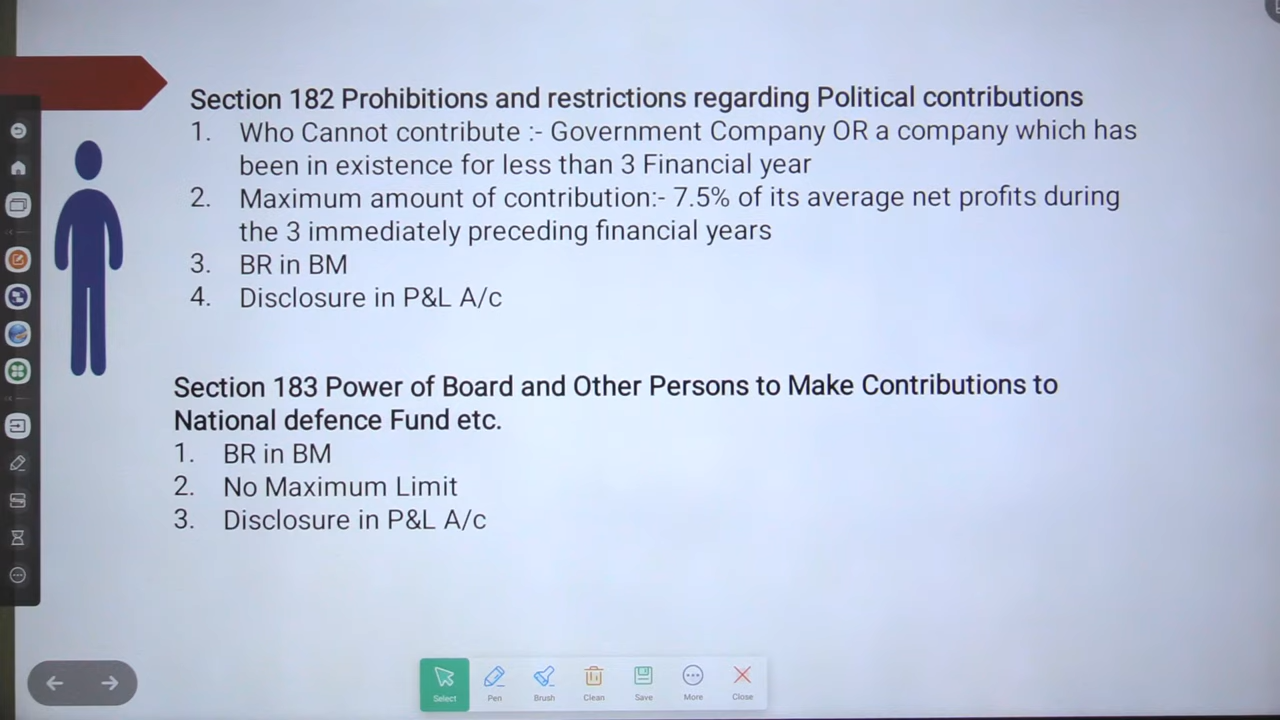 Section 182 Prohibitions and restrictions regarding Political contributions
1. Who Cannot contribute :- Government Company OR a company which has
been in existence for less than 3 Financial year
2. Maximum amount of contribution:- 7.5% of its average net profits during
the 3 immediately preceding financial years
3. BR in BM
4. Disclosure in P&L A/c
Section 183 Power of Board and Other Persons to Make Contributions to
National defence Fund etc.
1. BR in BM
2. No Maximum Limit
3. Disclosure in P&L A/c
Select Pen Brush Clean Save More Close